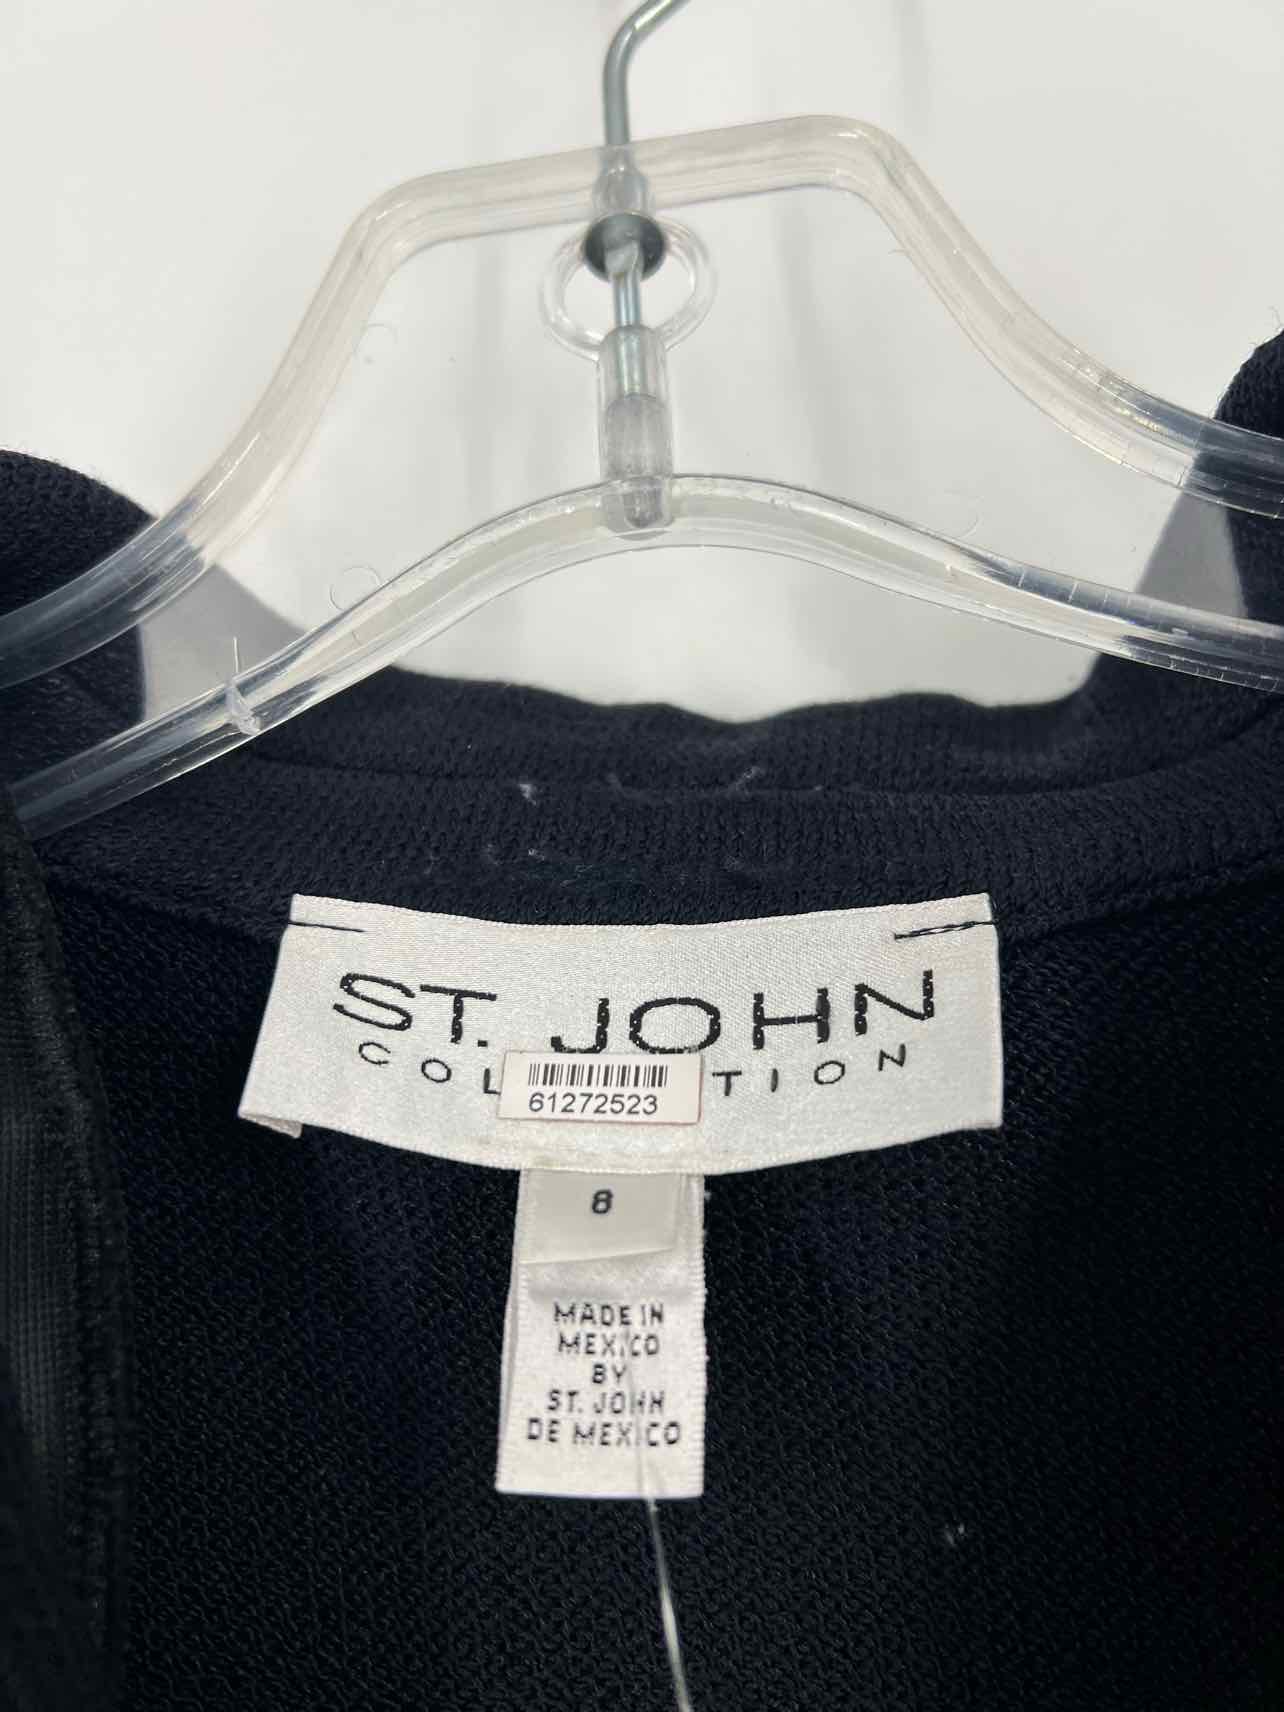 ST. JOHN
COL TION
61272523
8
MADE IN
MEXICO
BY
ST. JOHN
DE MEXICO